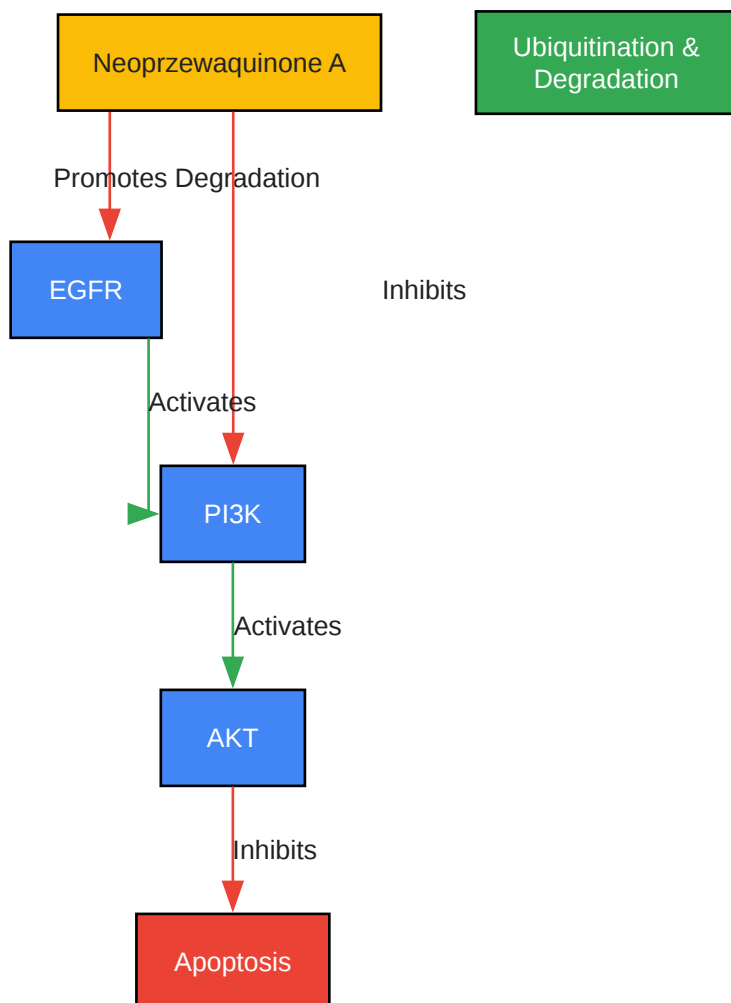 Neoprzewaquinone A
Ubiquitination &
Degradation
Promotes Degradation
EGFR
Inhibits
Activates
PI3K
Activates
AKT
Inhibits
Apoptosis